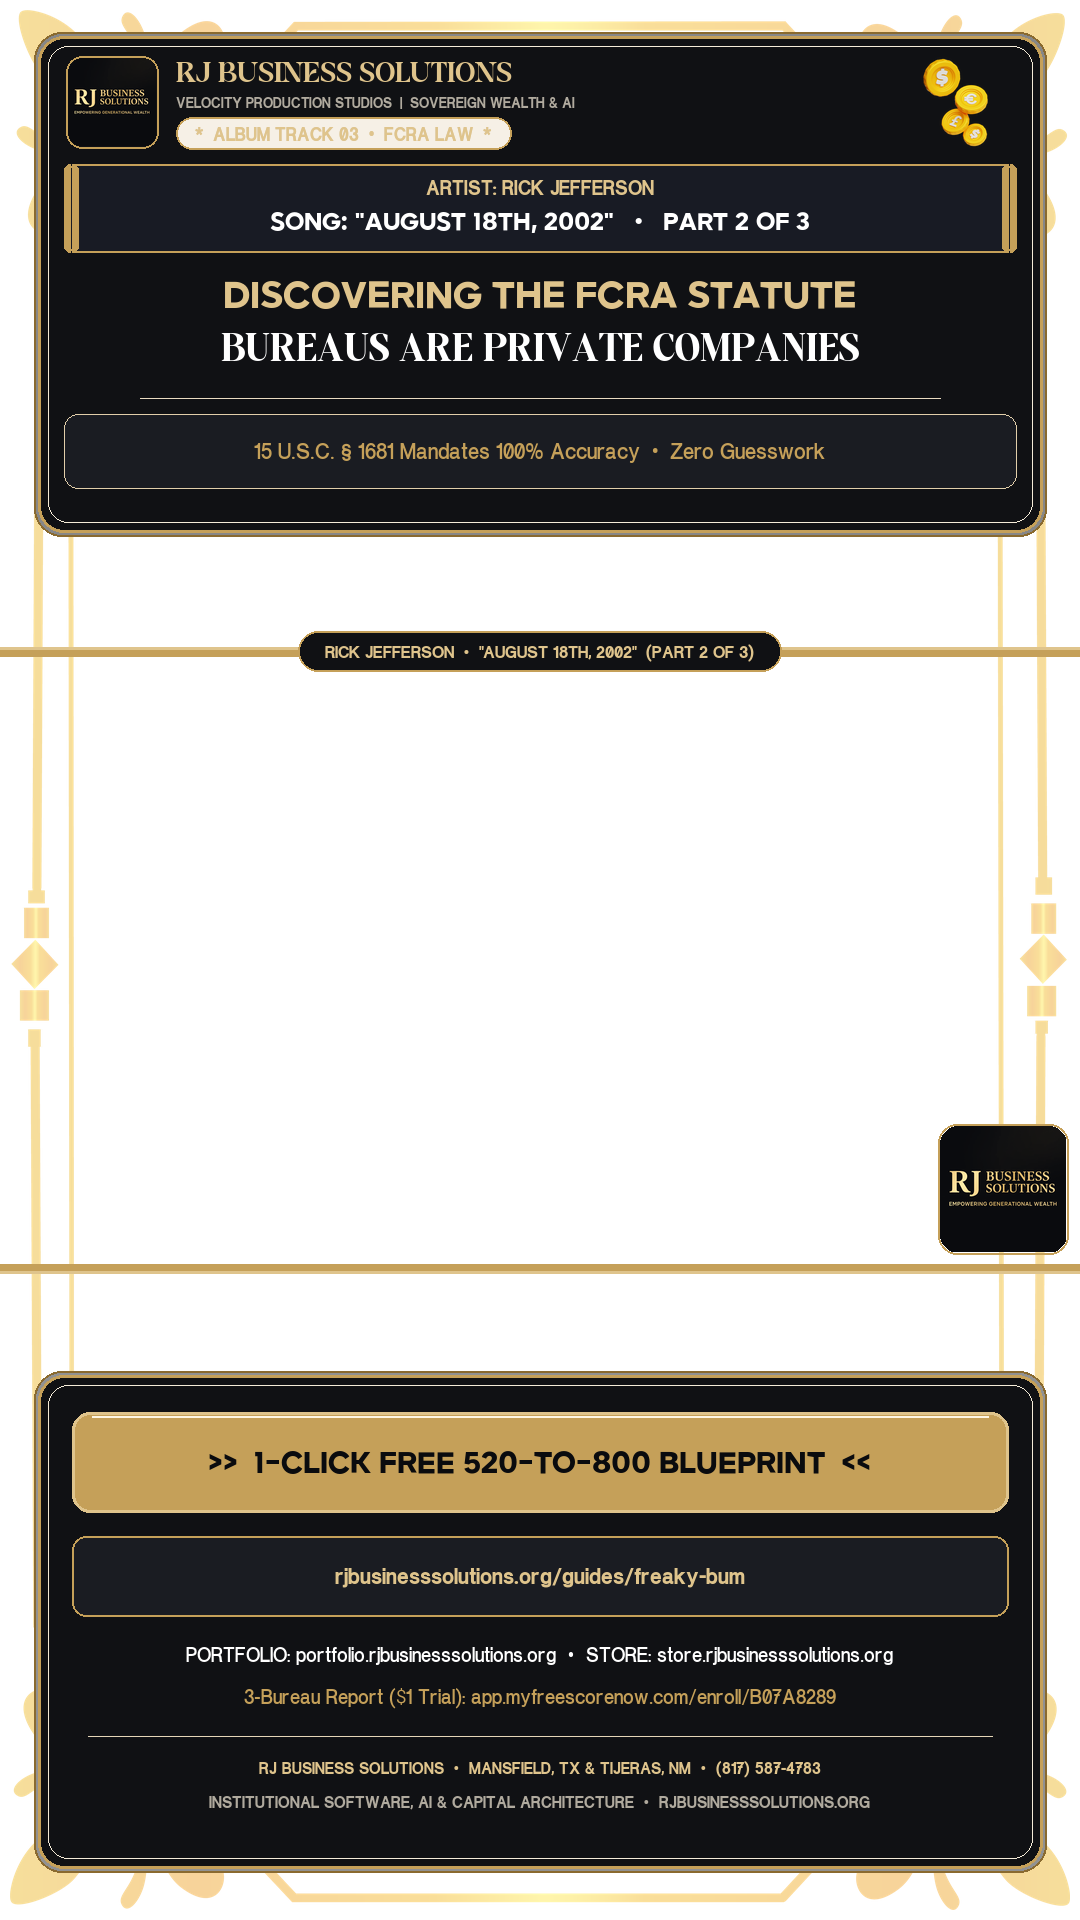 RJ BUSINESS SOLUTIONS
EMPOWERING GENERATIONAL WEALTH
RJ BUSINESS SOLUTIONS
VELOCITY PRODUCTION STUDIOS | SOVEREIGN WEALTH & AI
* ALBUM TRACK 03 • FCRA LAW *
ARTIST: RICK JEFFERSON
SONG: "AUGUST 18TH, 2002" • PART 2 OF 3
DISCOVERING THE FCRA STATUTE
BUREAUS ARE PRIVATE COMPANIES
15 U.S.C. § 1681 Mandates 100% Accuracy • Zero Guesswork
RICK JEFFERSON • "AUGUST 18TH, 2002" (PART 2 OF 3)
RJ BUSINESS SOLUTIONS
EMPOWERING GENERATIONAL WEALTH
>> 1-CLICK FREE 520-TO-800 BLUEPRINT <<
rjbusinesssolutions.org/guides/freaky-bum
PORTFOLIO: portfolio.rjbusinesssolutions.org • STORE: store.rjbusinesssolutions.org
3-Bureau Report ($1 Trial): app.myfreescorenow.com/enroll/B07A8289
RJ BUSINESS SOLUTIONS • MANSFIELD, TX & TIJERAS, NM • (817) 587-4783
INSTITUTIONAL SOFTWARE, AI & CAPITAL ARCHITECTURE • RJBUSINESSSOLUTIONS.ORG